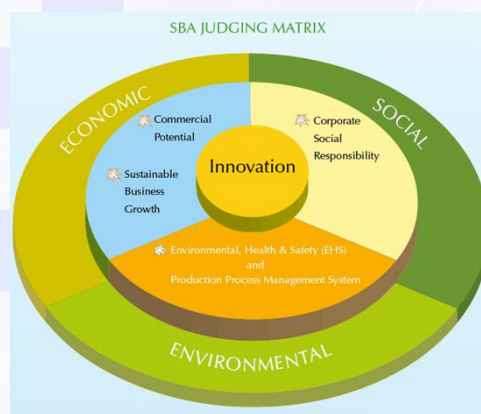 SBA JUDGING MATRIX
ECONOMIC
SOCIAL
Commercial
Potential
Corporate
Social
Responsibility
Innovation
Sustainable
Business
Growth
Environmental, Health & Safety (EHS)
and
Production Process Management System
ENVIRONMENTAL